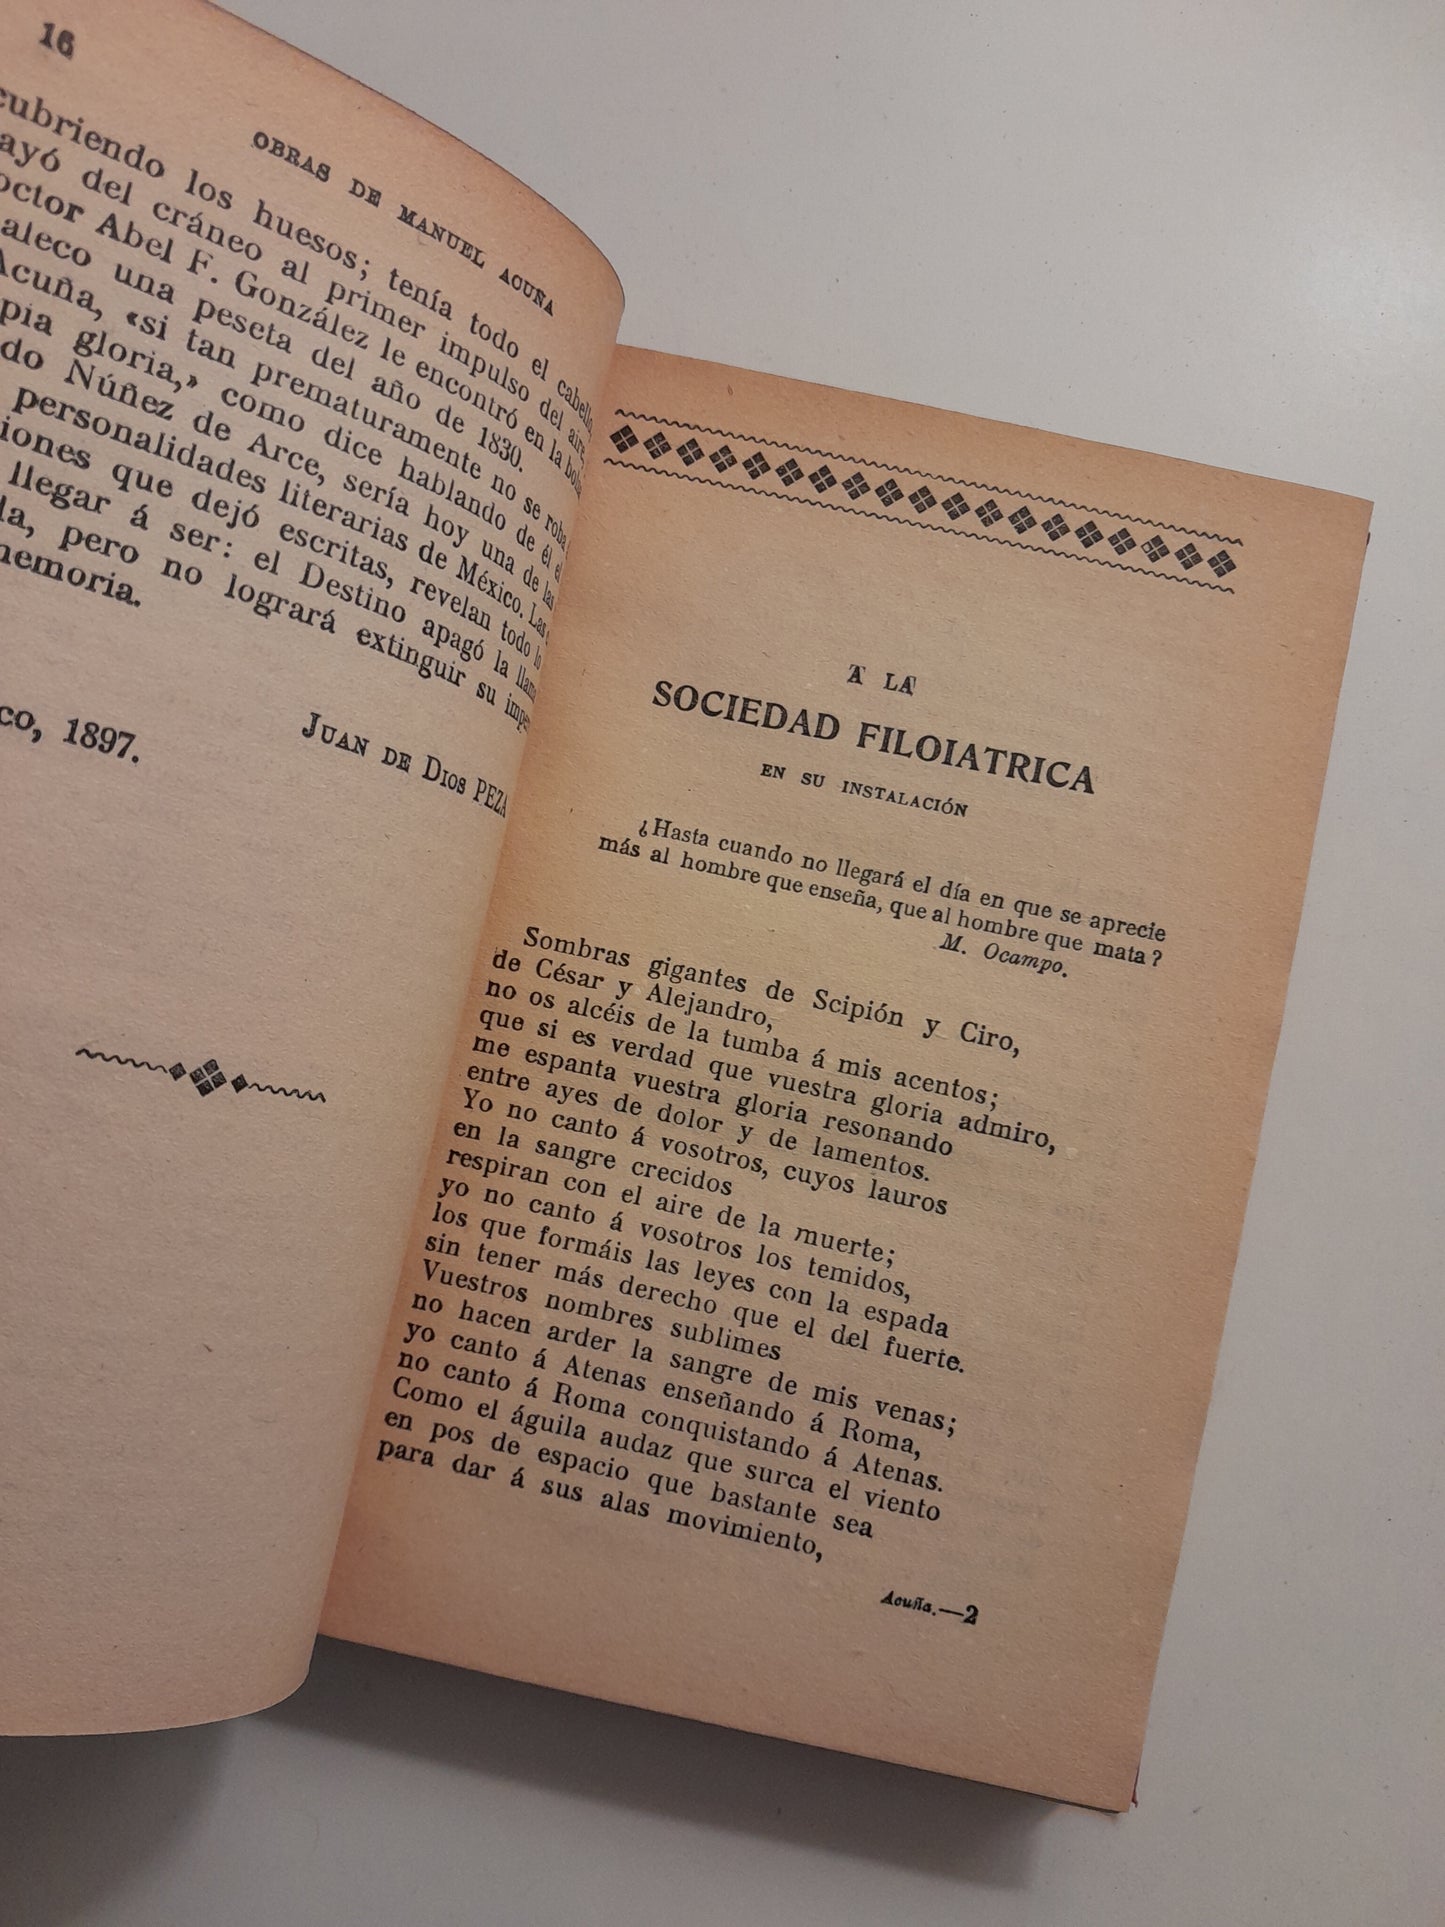 16
OBRAS DE MANUEL ACUÑA
cubriendo los huesos; tenía todo el cabello,
ayó del cráneo al primer impulso del aire,
octor Abel F. González le encontró en la bolsa
aleco una peseta del año de 1830.
Acuña, «si tan prematuramente no se roba
pia gloria,» como dice hablando de él el
do Núñez de Arce, sería hoy una de las
personalidades literarias de México. Las
iones que dejó escritas, revelan todo lo
llegar á ser: el Destino apagó la llama
la, pero no logrará extinguir su
memoria.
co, 1897.
JUAN DE DIOS PEZA
A LA
SOCIEDAD FILOIATRICA
EN SU INSTALACIÓN
¿Hasta cuando no llegará el día en que se aprecie
más al hombre que enseña, que al hombre que mata?
M. Ocampo.
Sombras gigantes de Scipión y Ciro,
de César y Alejandro,
no os alcéis de la tumba á mis acentos;
que si es verdad que vuestra gloria admiro,
me espanta vuestra gloria resonando
entre ayes de dolor y de lamentos.
Yo no canto á vosotros, cuyos lauros
en la sangre crecidos
respiran con el aire de la muerte;
yo no canto á vosotros los temidos,
los que formáis las leyes con la espada
sin tener más derecho que el del fuerte.
Vuestros nombres sublimes
no hacen arder la sangre de mis venas;
yo canto á Atenas enseñando á Roma,
no canto á Roma conquistando á Atenas.
Como el águila audaz que surca el viento
en pos de espacio que bastante sea
para dar á sus alas movimiento,
Acuña.—2